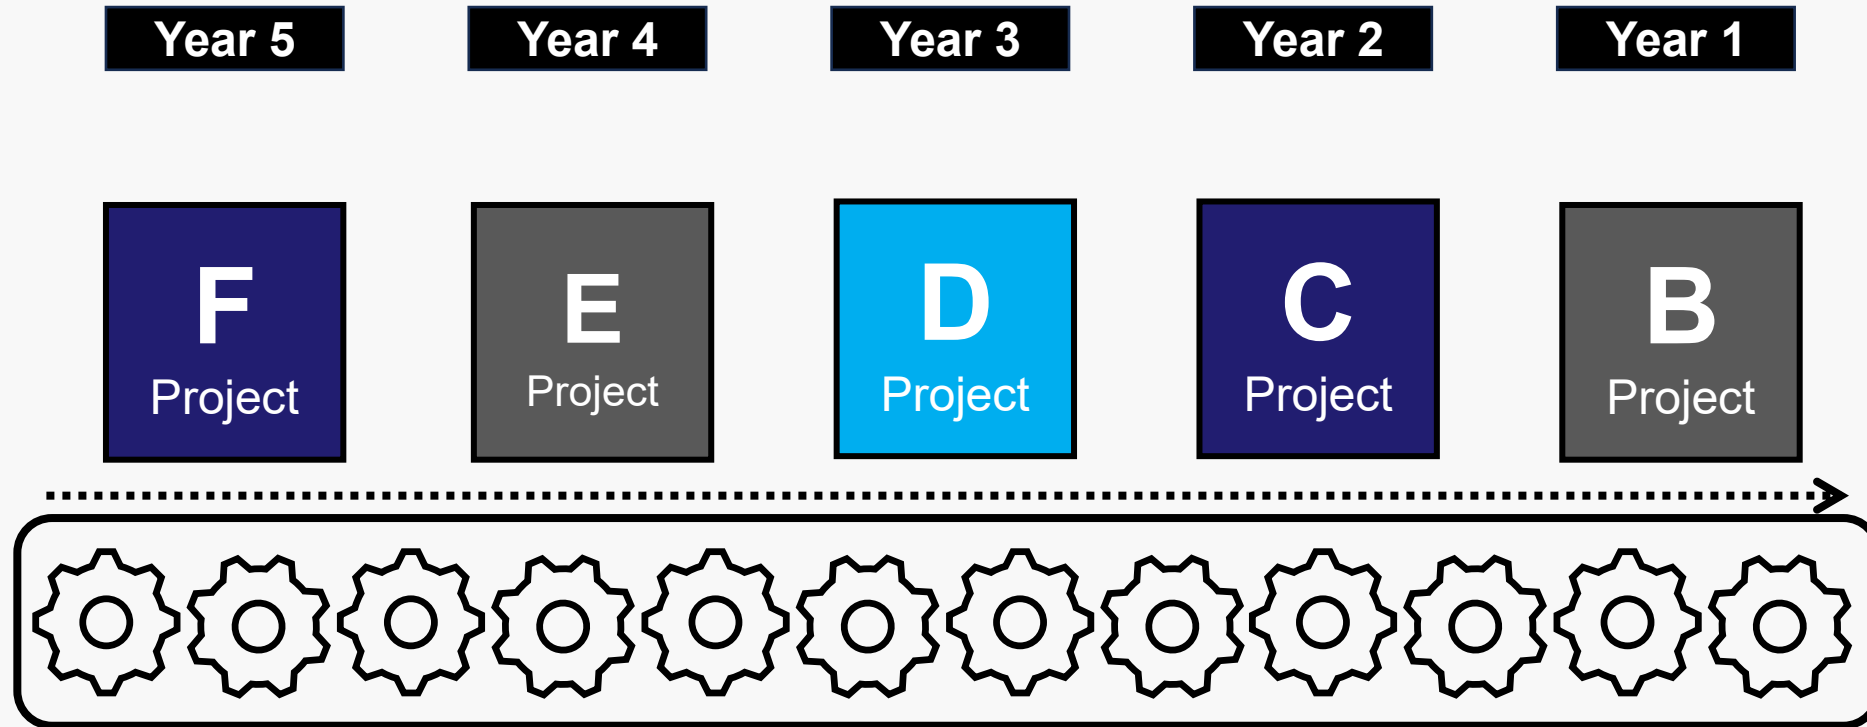 Year 5
Year 4
Year 3
Year 2
Year 1
F
Project
E
Project
D
Project
C
Project
B
Project